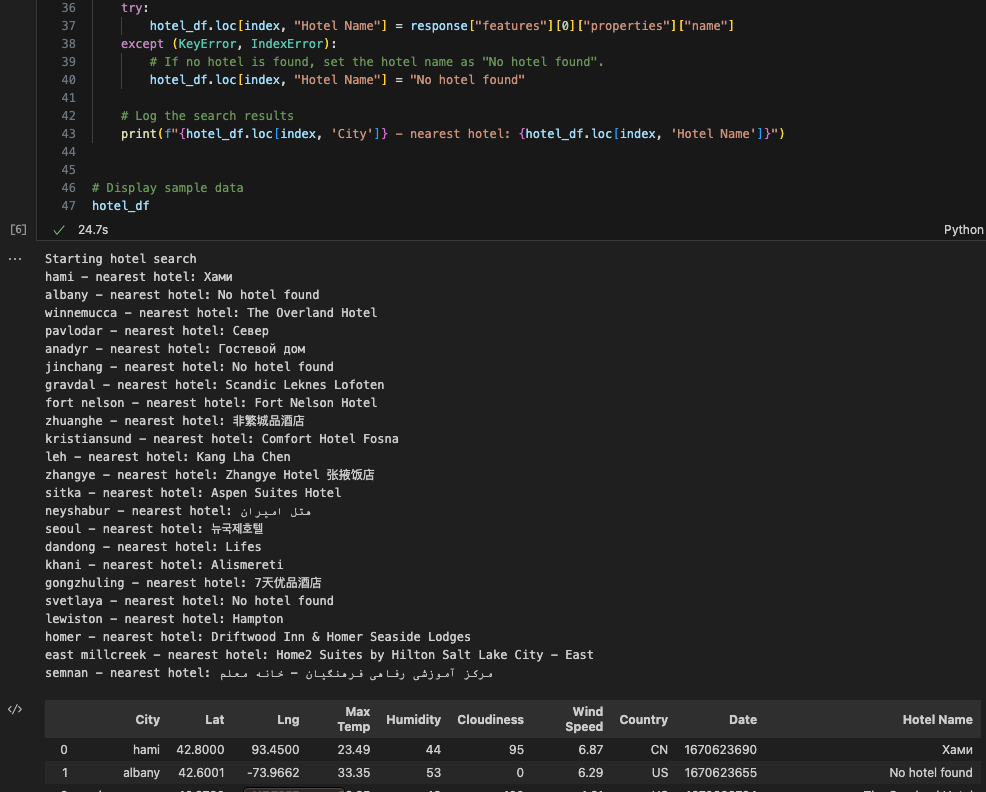 36 try:
37 hotel_df.loc[index, "Hotel Name"] = response["features"][0]["properties"]["name"]
38 except (KeyError, IndexError):
39 # If no hotel is found, set the hotel name as "No hotel found".
40 hotel_df.loc[index, "Hotel Name"] = "No hotel found"
41
42 # Log the search results
43 print(f"{hotel_df.loc[index, 'City']} - nearest hotel: {hotel_df.loc[index, 'Hotel Name']}")
44
45
46 # Display sample data
47 hotel_df
[6] ✓ 24.7s Python
... Starting hotel search
hami - nearest hotel: Хами
albany - nearest hotel: No hotel found
winnemucca - nearest hotel: The Overland Hotel
pavlodar - nearest hotel: Север
anadyr - nearest hotel: Гостевой дом
jinchang - nearest hotel: No hotel found
gravdal - nearest hotel: Scandic Leknes Lofoten
fort nelson - nearest hotel: Fort Nelson Hotel
zhuanghe - nearest hotel: 非繁城品酒店
kristiansund - nearest hotel: Comfort Hotel Fosna
leh - nearest hotel: Kang Lha Chen
zhangye - nearest hotel: Zhangye Hotel 张掖饭店
sitka - nearest hotel: Aspen Suites Hotel
neyshabur - nearest hotel: هتل امیران
seoul - nearest hotel: 뉴국제호텔
dandong - nearest hotel: Lifes
khani - nearest hotel: Alismereti
gongzhuling - nearest hotel: 7天优品酒店
svetlaya - nearest hotel: No hotel found
lewiston - nearest hotel: Hampton
homer - nearest hotel: Driftwood Inn & Homer Seaside Lodges
east millcreek - nearest hotel: Home2 Suites by Hilton Salt Lake City - East
semnan - nearest hotel: مرکز آموزشی رفاهی فرهنگیان - خانه معلم
</> City Lat Lng Max Temp Humidity Cloudiness Wind Speed Country Date Hotel Name
0 hami 42.8000 93.4500 23.49 44 95 6.87 CN 1670623690 Хами
1 albany 42.6001 -73.9662 33.35 53 0 6.29 US 1670623655 No hotel found